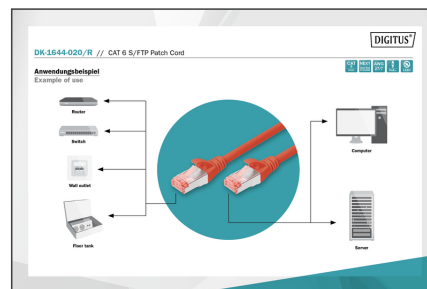 DIGITUS®
DK-1644-020/R // CAT 6 S/FTP Patch Cord
Anwendungsbeispiel
Example of use
CAT
Router
Switch
Wall outlet
Floor tank
Computer
Server